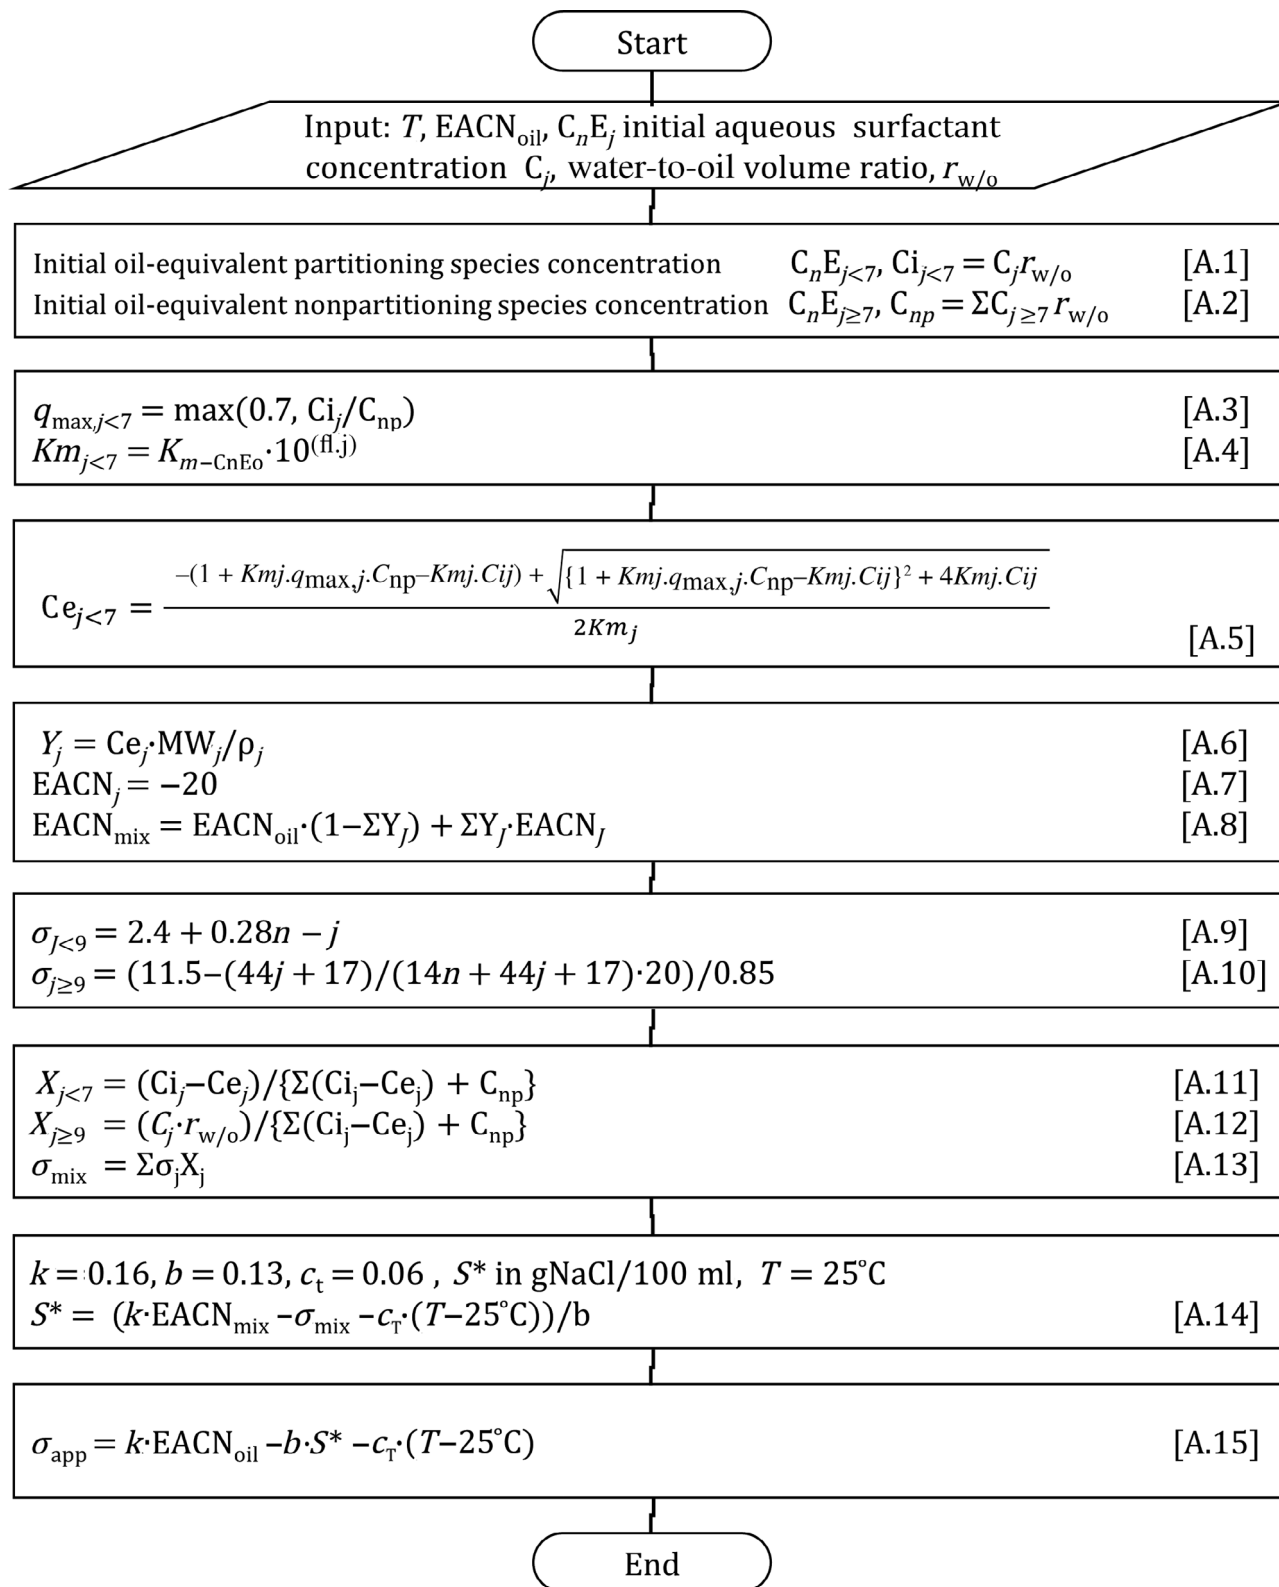 Start
Input: T, EACN_oil, C_nE_j initial aqueous surfactant
concentration C_j, water-to-oil volume ratio, r_w/o
Initial oil-equivalent partitioning species concentration C_nE_j<7, Ci_j<7 = C_j r_w/o [A.1]
Initial oil-equivalent nonpartitioning species concentration C_nE_j≥7, C_np = ΣC_j≥7 r_w/o [A.2]
q_max,j<7 = max(0.7, Ci_j/C_np) [A.3]
Km_j<7 = K_m−CnEo·10^(fl.j) [A.4]
Ce_j<7 = (−(1 + Kmj.q_max,j.C_np–Kmj.Cij) + √({1 + Kmj.q_max,j.C_np–Kmj.Cij}² + 4Kmj.Cij)) / (2Km_j) [A.5]
Y_j = Ce_j·MW_j/ρ_j [A.6]
EACN_j = −20 [A.7]
EACN_mix = EACN_oil·(1−ΣY_J) + ΣY_J·EACN_J [A.8]
σ_J<9 = 2.4 + 0.28n − j [A.9]
σ_j≥9 = (11.5−(44j + 17)/(14n + 44j + 17)·20)/0.85 [A.10]
X_j<7 = (Ci_j−Ce_j)/{Σ(Ci_j−Ce_j) + C_np} [A.11]
X_j≥9 = (C_j·r_w/o)/{Σ(Ci_j−Ce_j) + C_np} [A.12]
σ_mix = Σσ_jX_j [A.13]
k = 0.16, b = 0.13, c_t = 0.06 , S* in gNaCl/100 ml, T = 25°C
S* = (k·EACN_mix −σ_mix −c_T·(T−25°C))/b [A.14]
σ_app = k·EACN_oil −b·S* −c_T·(T−25°C) [A.15]
End